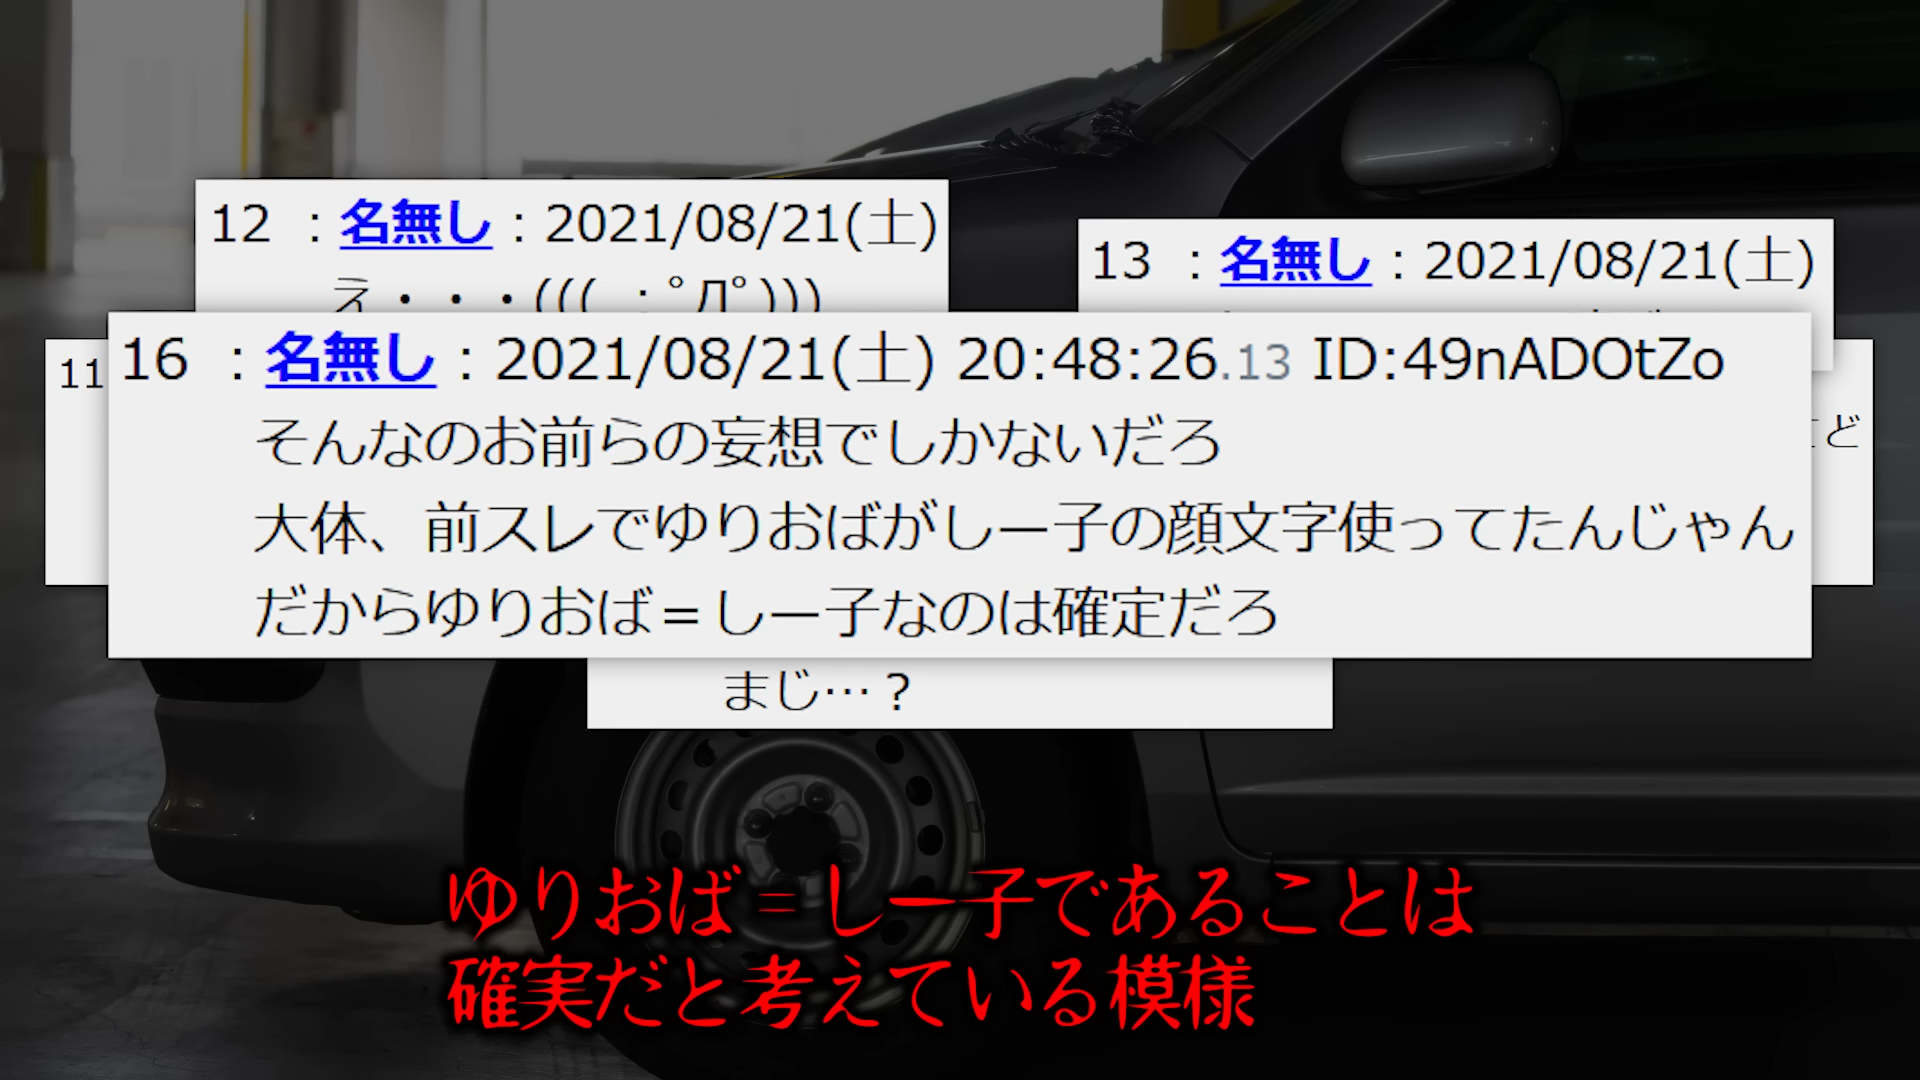 12 ：名無し：2021/08/21(土)
え・・・(((；ﾟДﾟ)))
13 ：名無し：2021/08/21(土)
11
16 ：名無し：2021/08/21(土) 20:48:26.13 ID:49nADOtZo
そんなのお前らの妄想でしかないだろ
大体、前スレでゆりおばがしー子の顔文字使ってたんじゃん
だからゆりおば＝しー子なのは確定だろ
ど
まじ…？
ゆりおば＝しー子であることは
確実だと考えている模様